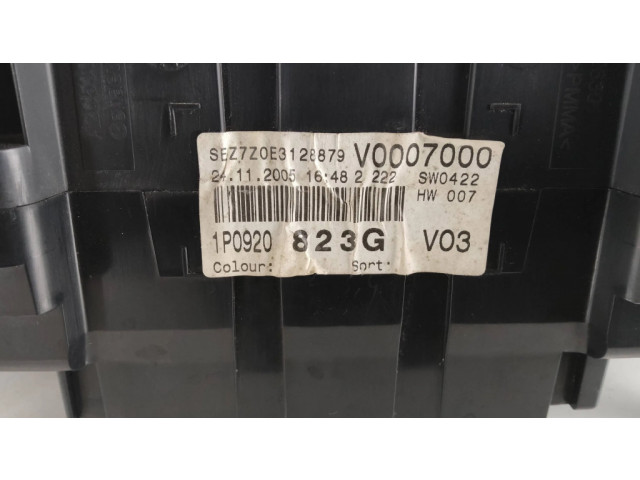 SEZ7Z0E3128879 V0007000
24.11.2005 16:48 2 222 SW0422
HW 007
1P0920 823G V03
Colour: Sort: